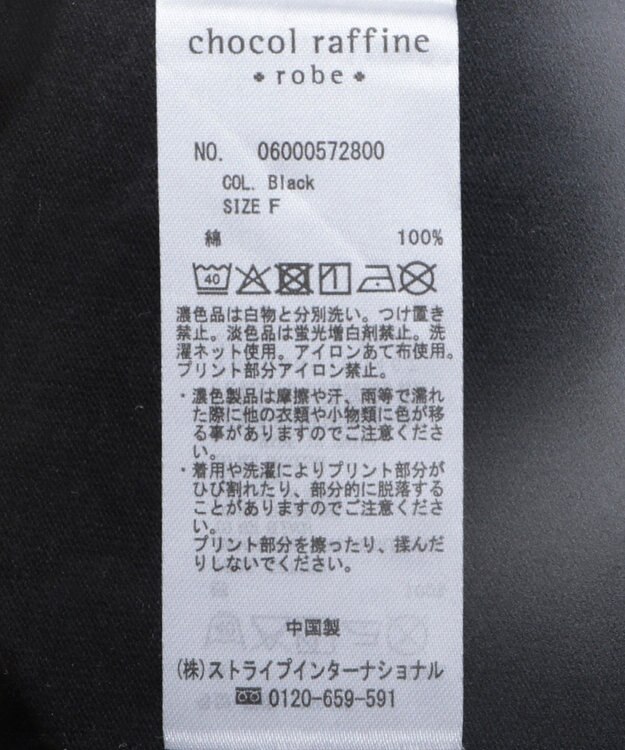 chocol raffine
robe
NO. 06000572800
COL. Black
SIZE F
綿 100%
40
濃色品は白物と分別洗い。つけ置き
禁止。淡色品は蛍光増白剤禁止。洗
濯ネット使用。アイロンあて布使用。
プリント部分アイロン禁止。
・濃色製品は摩擦や汗、雨等で濡れ
た際に他の衣類や小物類に色が移
る事がありますのでご注意くださ
い。
・着用や洗濯によりプリント部分が
ひび割れたり、部分的に脱落する
ことがありますのでご注意くださ
い。
プリント部分を擦ったり、揉んだ
りしないでください。
中国製
(株)ストライプインターナショナル
0120-659-591